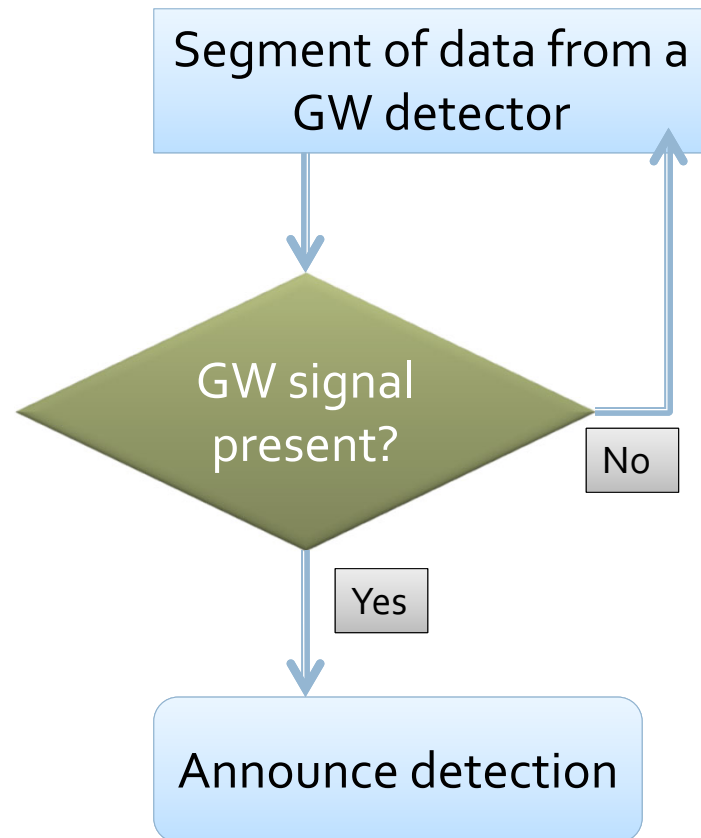 Segment of data from a
GW detector
GW signal
present?
No
Yes
Announce detection